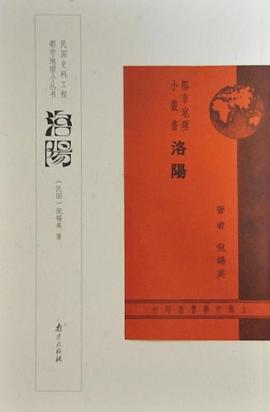 民国史料工程
都市地理小丛书
洛陽
（民国）倪锡英 著
南京出版社
都市地理
小叢書
洛陽
著者 倪錫英
上海中華書局印行